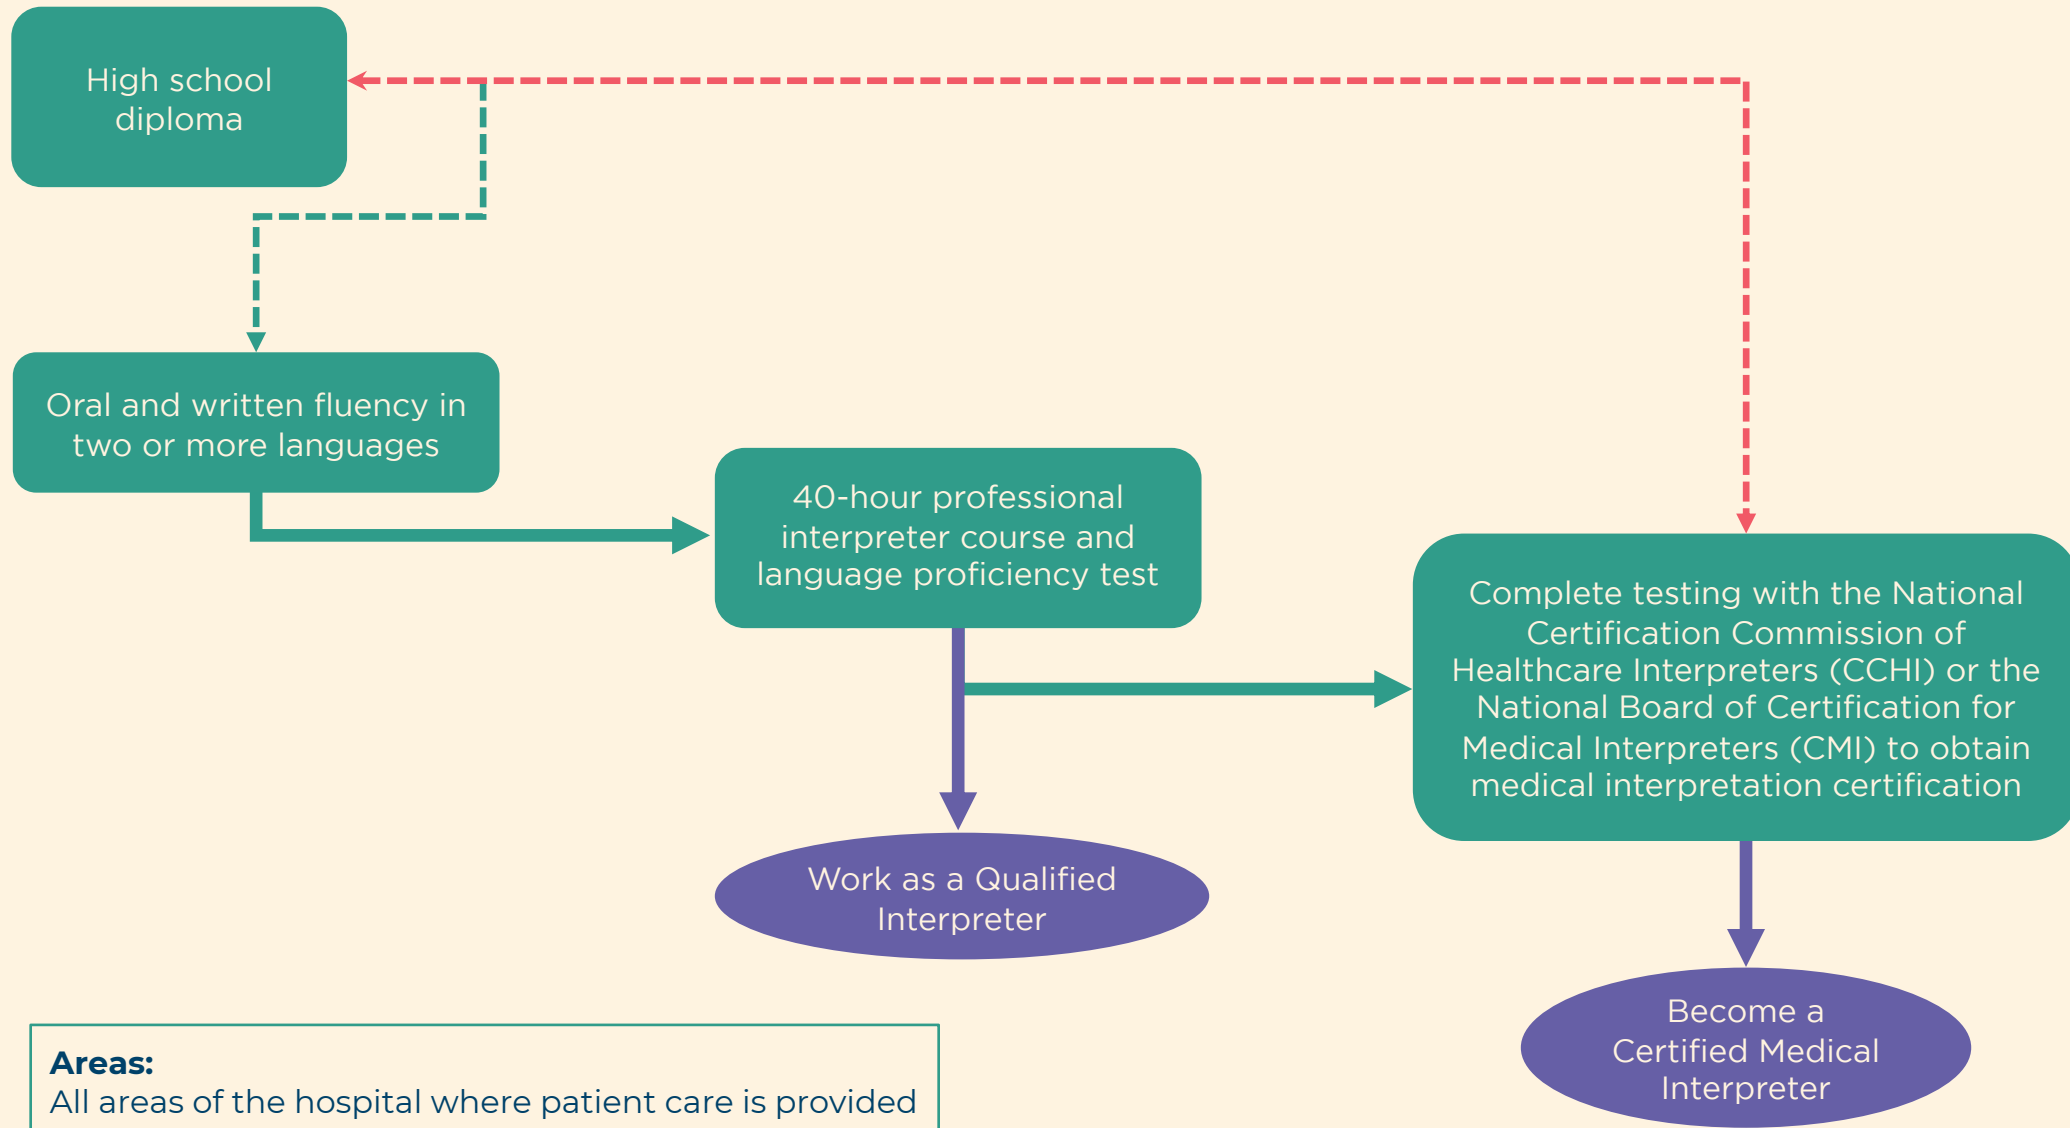 High school
diploma
Oral and written fluency in
two or more languages
40-hour professional
interpreter course and
language proficiency test
Complete testing with the National
Certification Commission of
Healthcare Interpreters (CCHI) or the
National Board of Certification for
Medical Interpreters (CMI) to obtain
medical interpretation certification
Work as a Qualified
Interpreter
Become a
Certified Medical
Interpreter
Areas:
All areas of the hospital where patient care is provided